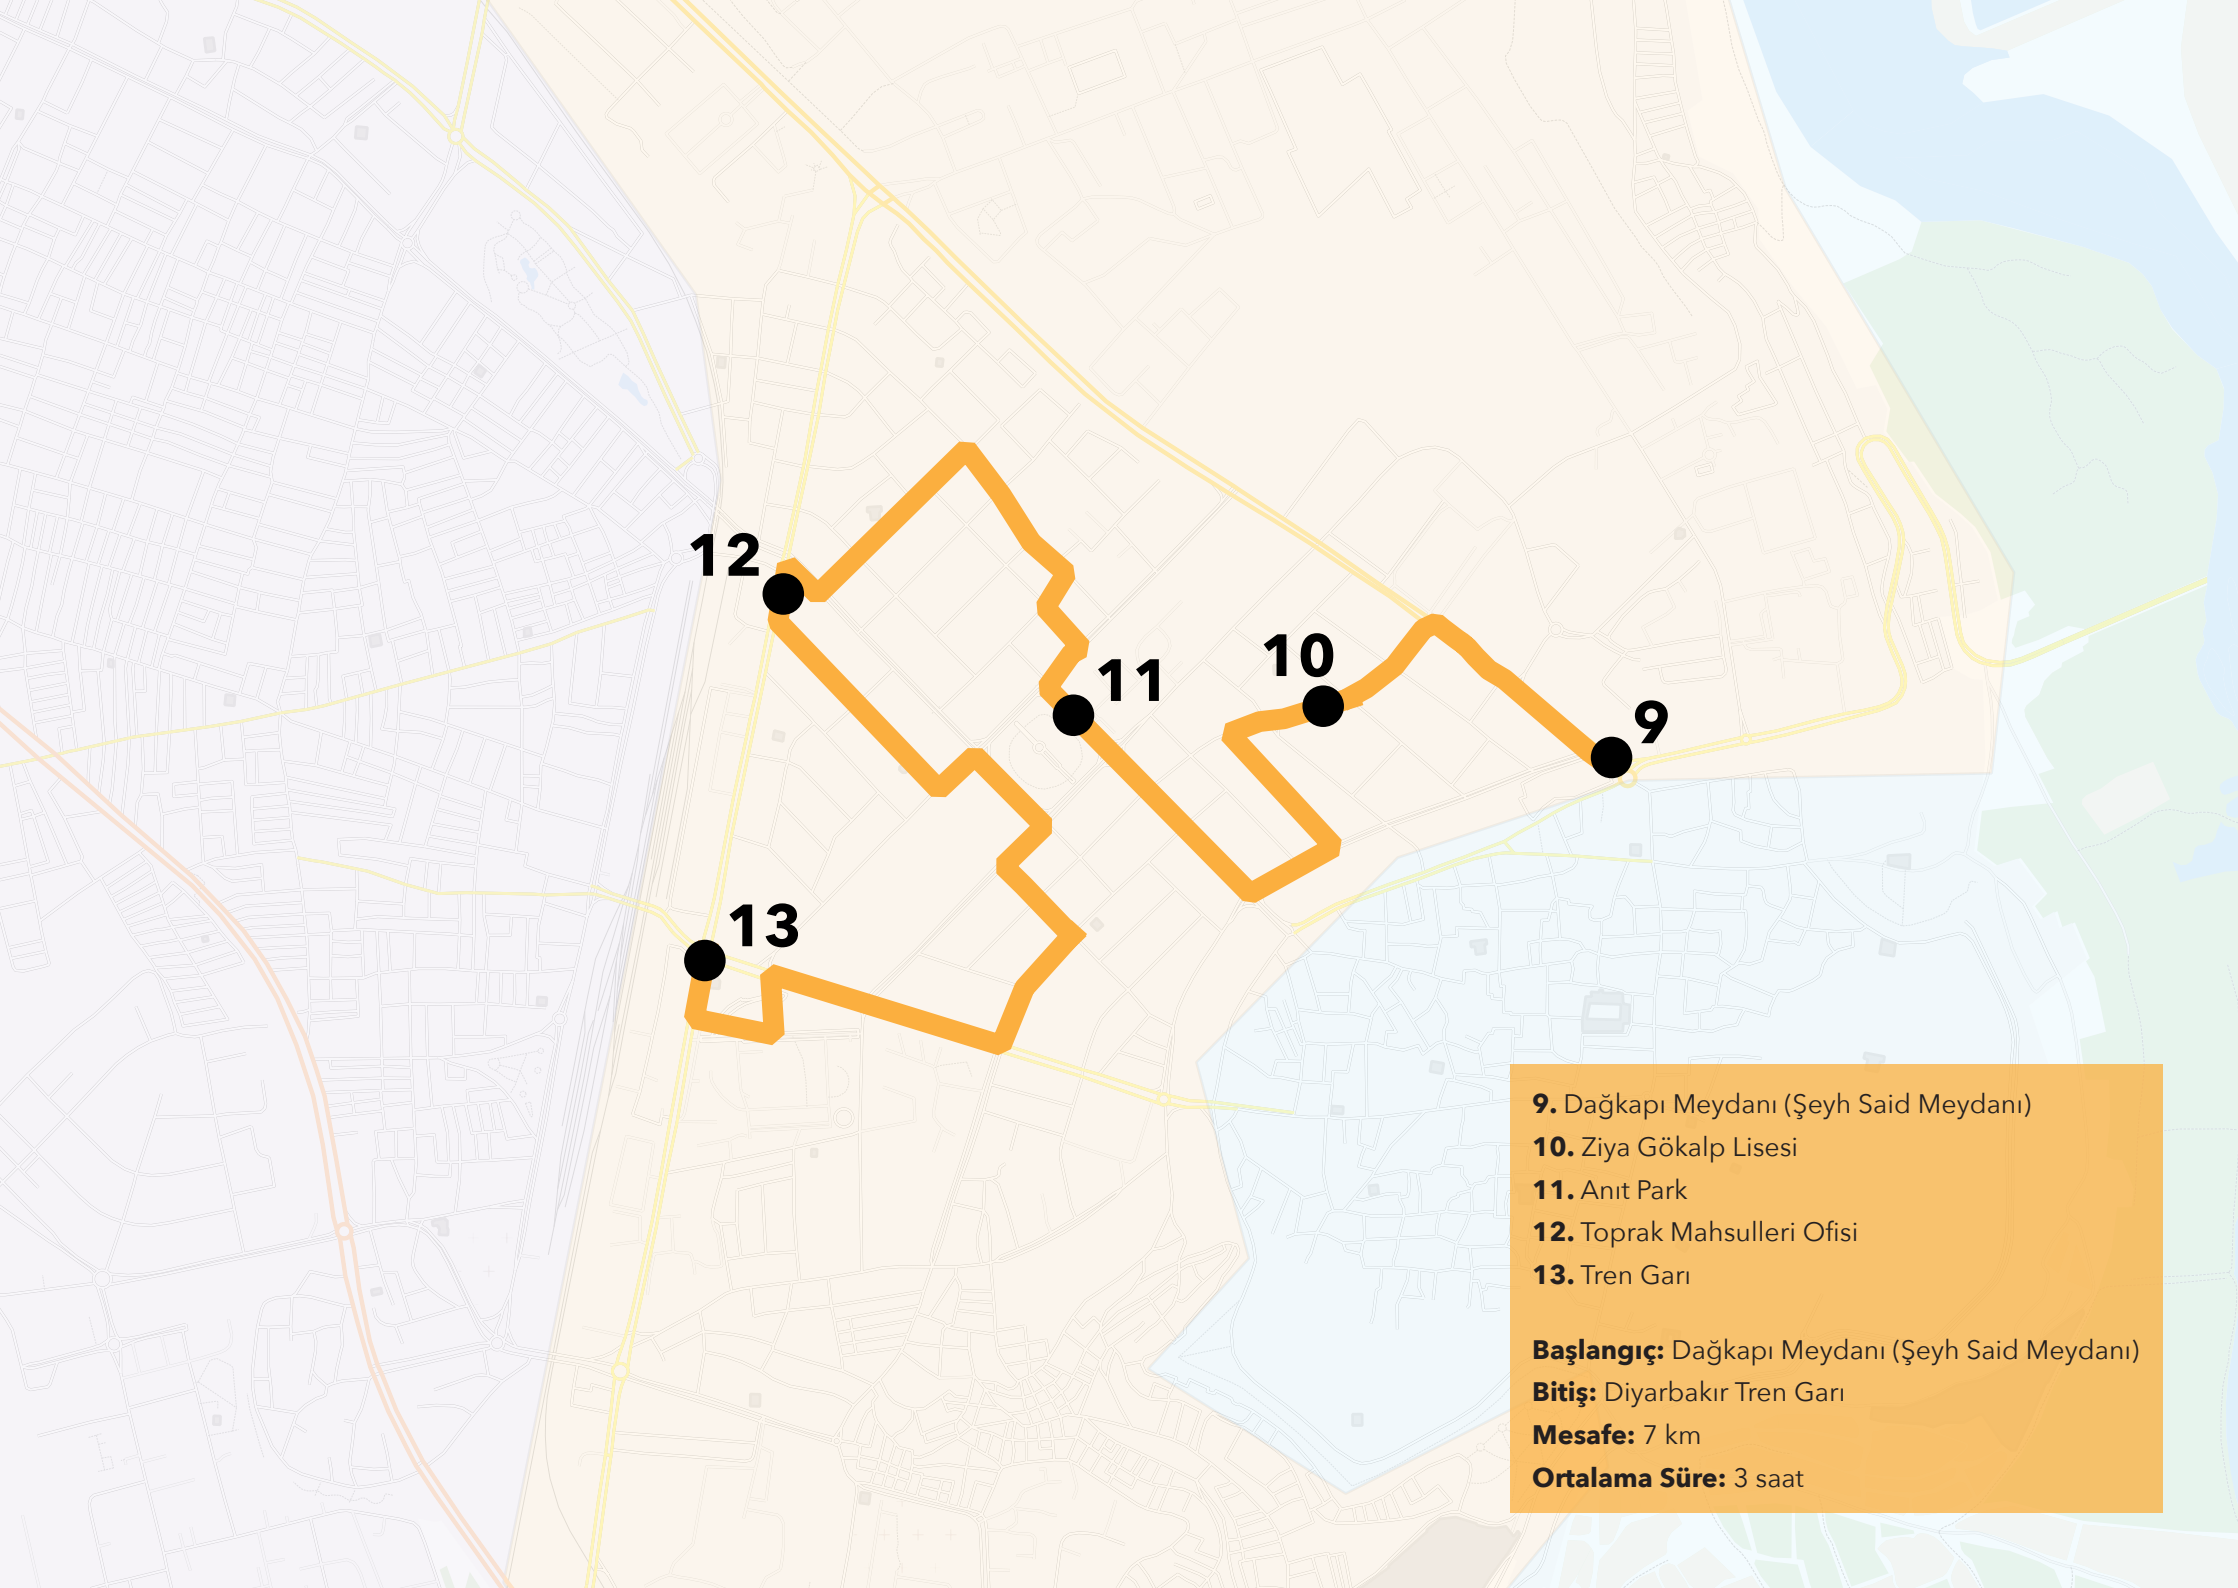 12
11
10
9
13
9. Dağkapı Meydanı (Şeyh Said Meydanı)
10. Ziya Gökalp Lisesi
11. Anıt Park
12. Toprak Mahsulleri Ofisi
13. Tren Garı
Başlangıç: Dağkapı Meydanı (Şeyh Said Meydanı)
Bitiş: Diyarbakır Tren Garı
Mesafe: 7 km
Ortalama Süre: 3 saat